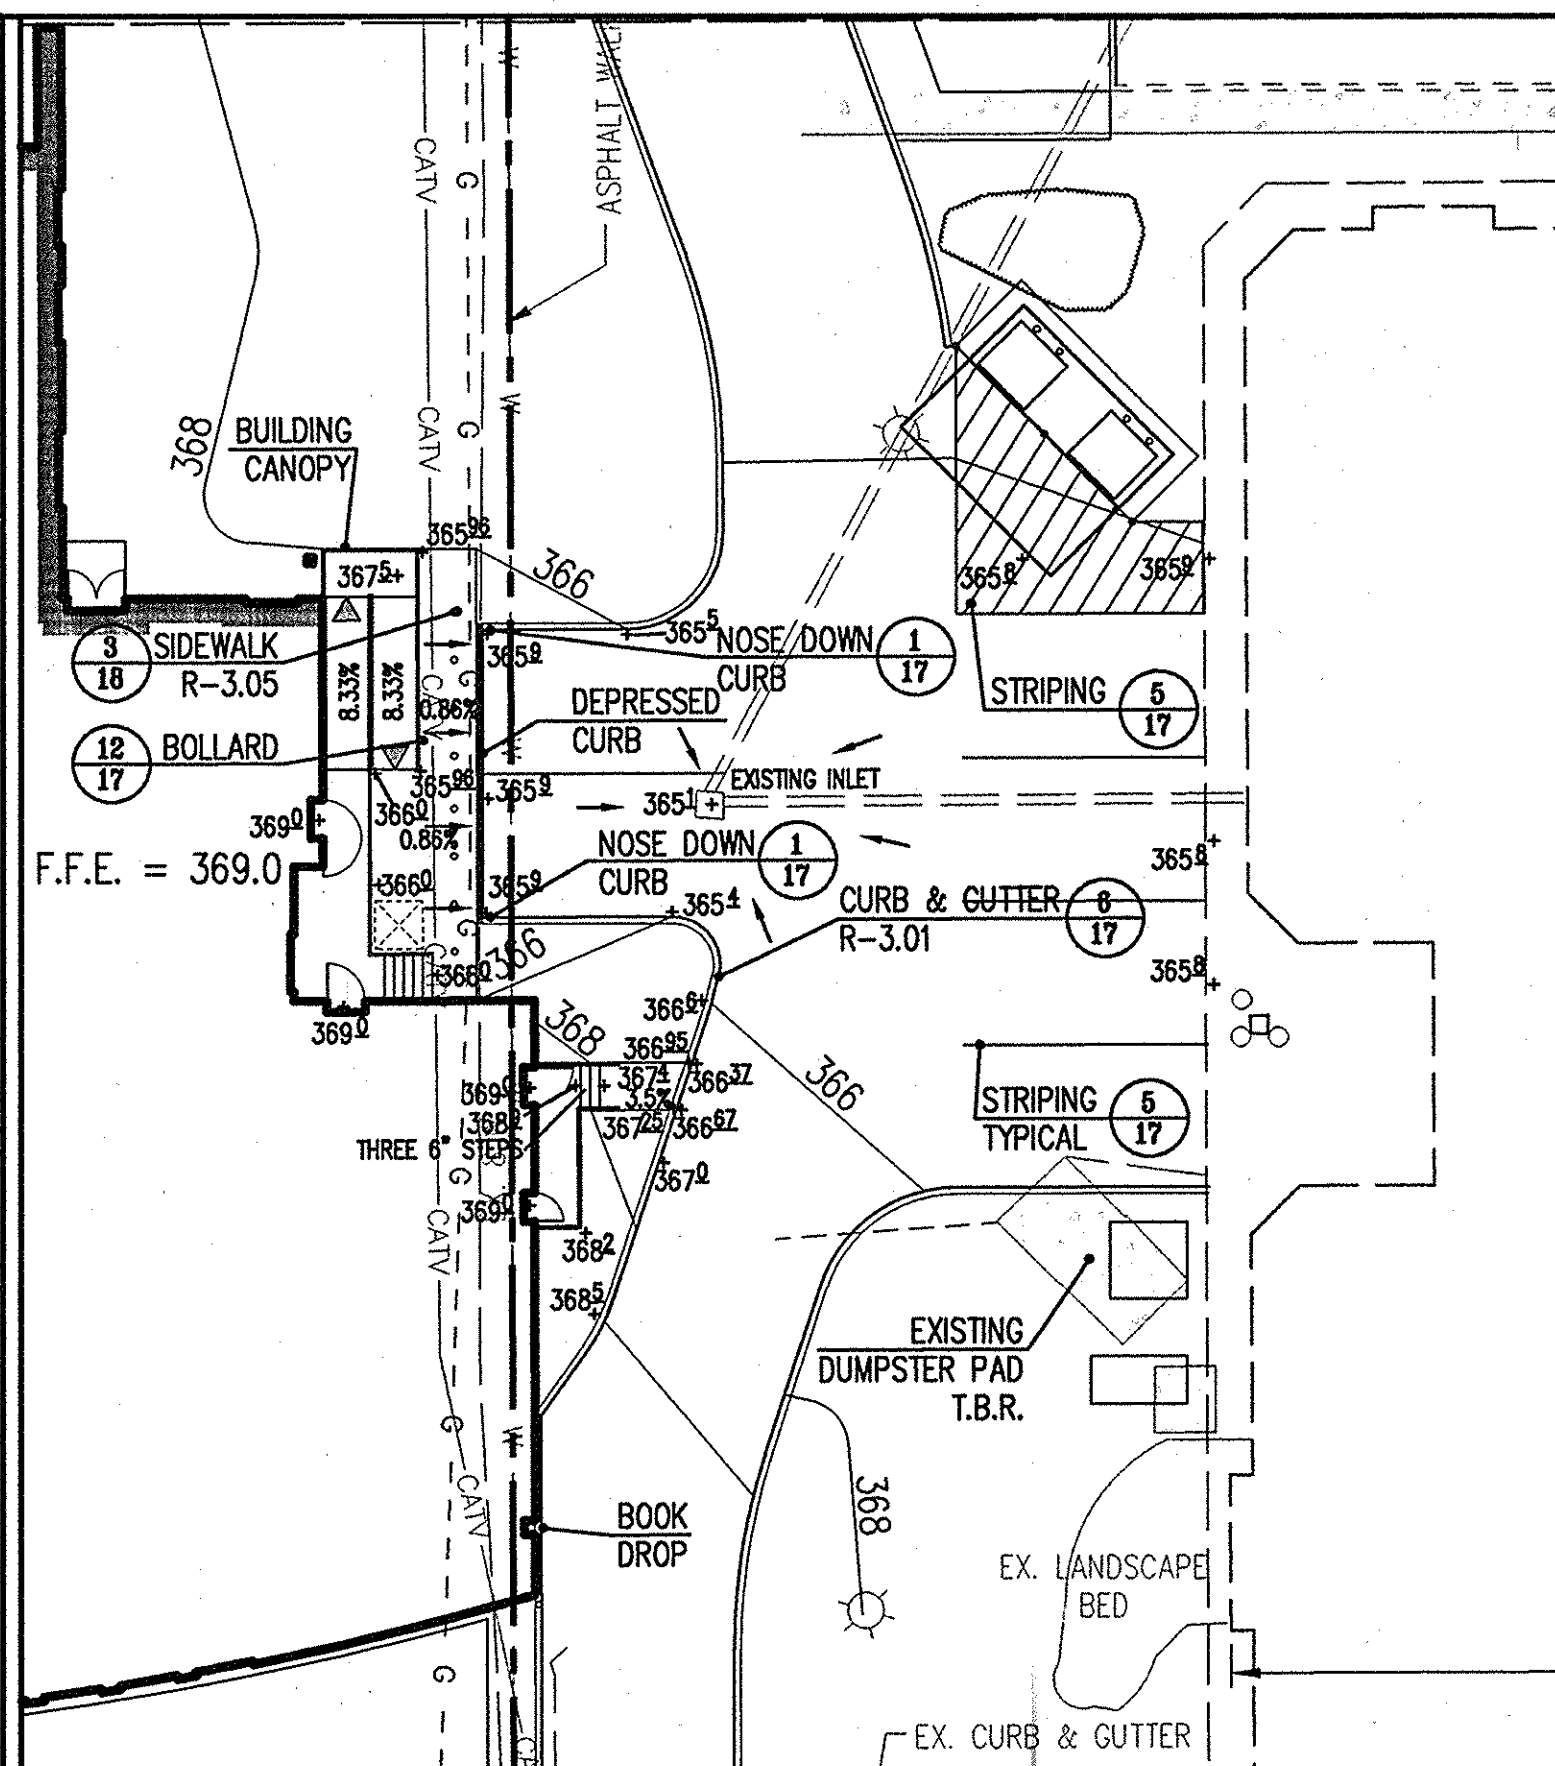 W
ASPHALT
CATV
G
368
BUILDING
CANOPY
CATV
G
W
365 96
366
367 5
365 8
365 9
3
18
SIDEWALK
R-3.05
365 5
NOSE DOWN
CURB
1
17
365 9
8.33%
8.33%
G
0.86%
DEPRESSED
CURB
STRIPING
5
17
12
17
BOLLARD
EXISTING INLET
365 96
365 9
365 1
366 0
369 0
0.86%
F.F.E. = 369.0
NOSE DOWN
CURB
1
17
365 8
366 0
365 9
365 4
CURB & GUTTER
R-3.01
6
17
G
366
366 0
365 8
369 0
368
366 6
366 95
367 4
366 37
366
369 0
3.5%
368 9
367 25
366 67
STRIPING
TYPICAL
5
17
THREE 6" STEPS
G
367 0
369 0
CATV
368 2
368 5
EXISTING
DUMPSTER PAD
T.B.R.
G
W
CATV
368
BOOK
DROP
EX. LANDSCAPE
BED
G
EX. CURB & GUTTER